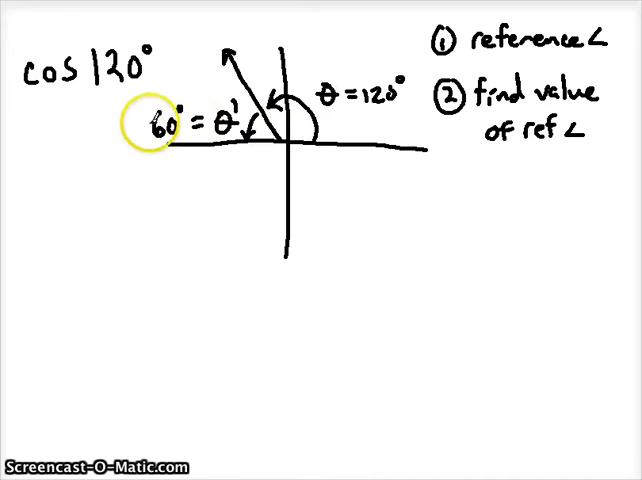 cos 120°
60° = θ'
θ = 120°
① reference ∠
② find value
of ref ∠
Screencast-O-Matic.com